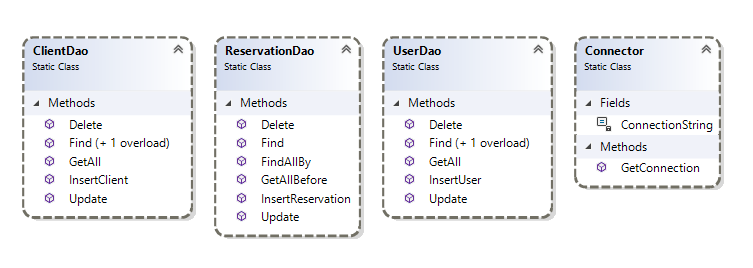 ClientDao
Static Class
Methods
Delete
Find (+ 1 overload)
GetAll
InsertClient
Update
ReservationDao
Static Class
Methods
Delete
Find
FindAllBy
GetAllBefore
InsertReservation
Update
UserDao
Static Class
Methods
Delete
Find (+ 1 overload)
GetAll
InsertUser
Update
Connector
Static Class
Fields
ConnectionString
Methods
GetConnection